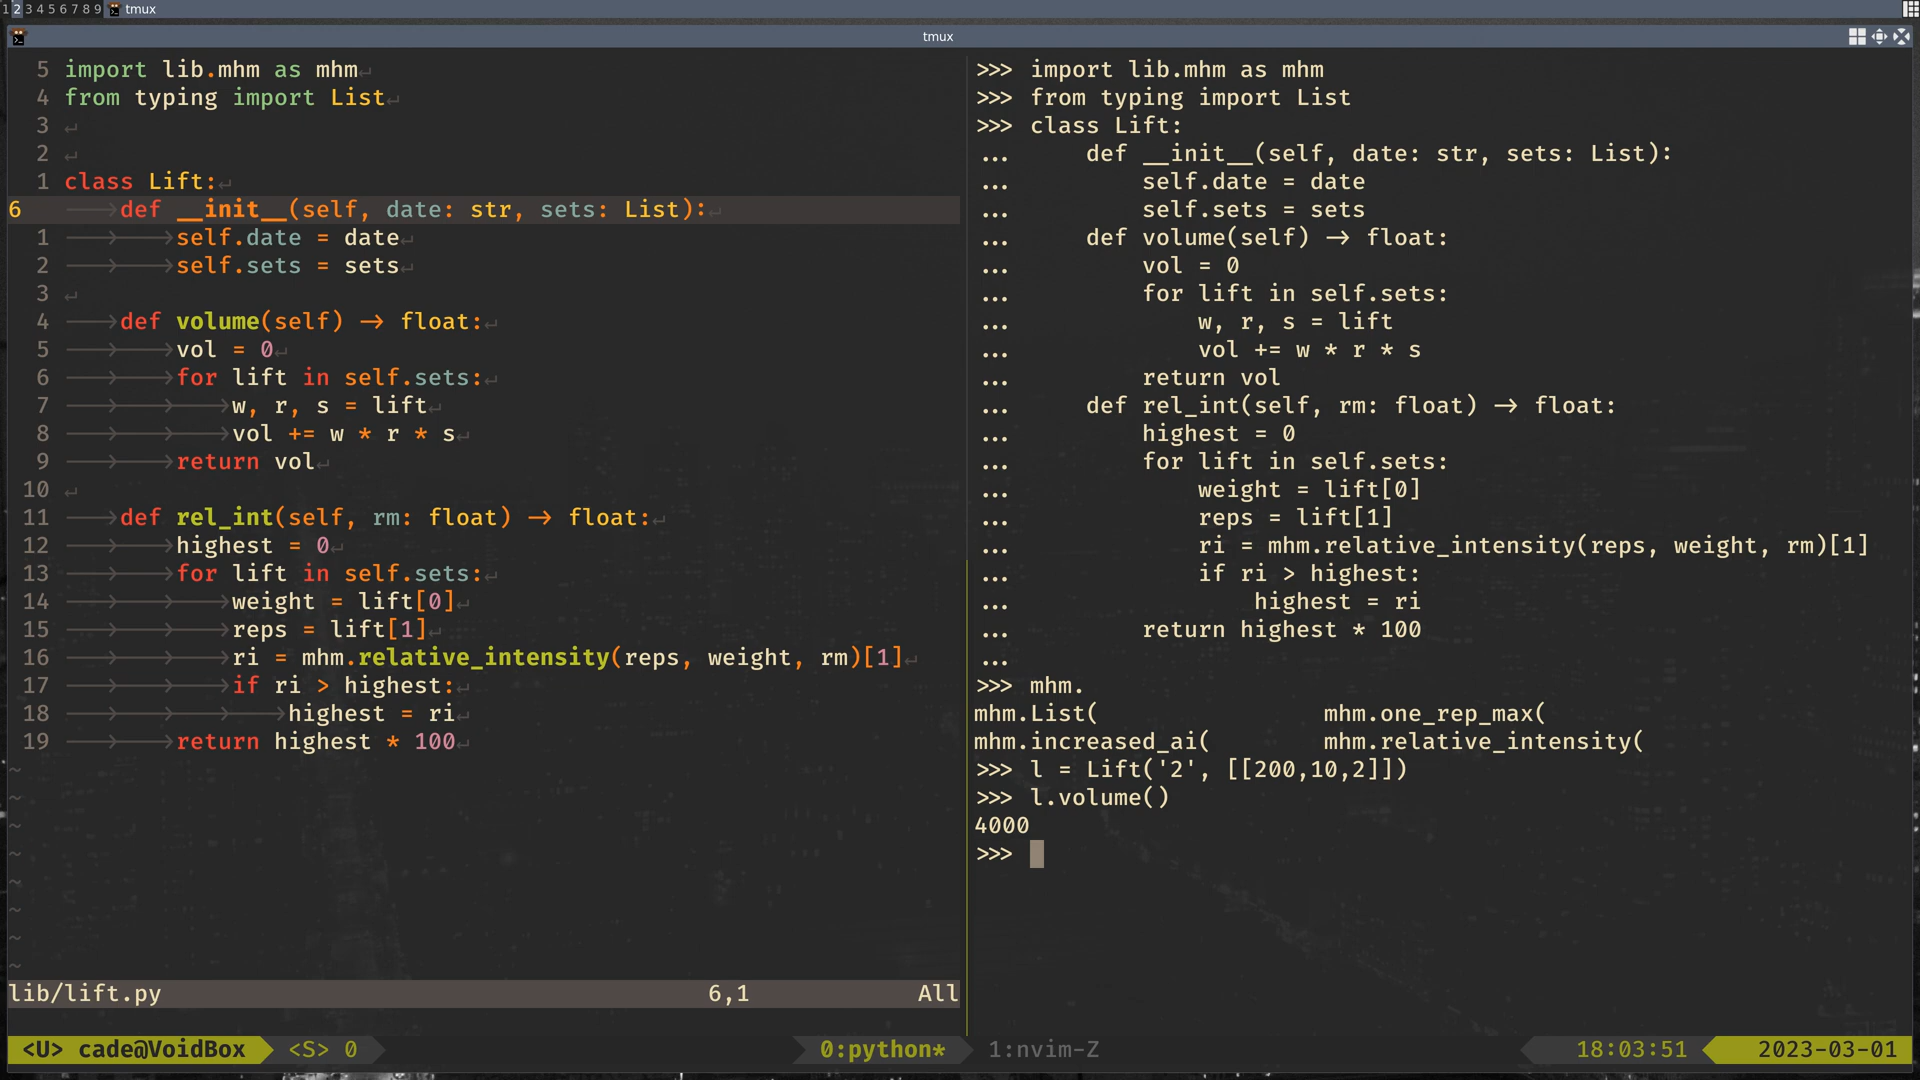 1 2 3 4 5 6 7 8 9 tmux
tmux
5 import lib.mhm as mhm↵
4 from typing import List↵
3 ↵
2 ↵
1 class Lift:↵
6 def __init__(self, date: str, sets: List):↵
1 self.date = date↵
2 self.sets = sets↵
3 ↵
4 def volume(self) → float:↵
5 vol = 0↵
6 for lift in self.sets:↵
7 w, r, s = lift↵
8 vol += w * r * s↵
9 return vol↵
10 ↵
11 def rel_int(self, rm: float) → float:↵
12 highest = 0↵
13 for lift in self.sets:↵
14 weight = lift[0]↵
15 reps = lift[1]↵
16 ri = mhm.relative_intensity(reps, weight, rm)[1]↵
17 if ri > highest:↵
18 highest = ri↵
19 return highest * 100↵
~
~
~
~
~
~
~
~
lib/lift.py 6,1 All
>>> import lib.mhm as mhm
>>> from typing import List
>>> class Lift:
...     def __init__(self, date: str, sets: List):
...         self.date = date
...         self.sets = sets
...     def volume(self) → float:
...         vol = 0
...         for lift in self.sets:
...             w, r, s = lift
...             vol += w * r * s
...         return vol
...     def rel_int(self, rm: float) → float:
...         highest = 0
...         for lift in self.sets:
...             weight = lift[0]
...             reps = lift[1]
...             ri = mhm.relative_intensity(reps, weight, rm)[1]
...             if ri > highest:
...                 highest = ri
...         return highest * 100
...
>>> mhm.
mhm.List( mhm.one_rep_max(
mhm.increased_ai( mhm.relative_intensity(
>>> l = Lift('2', [[200,10,2]])
>>> l.volume()
4000
>>>
<U> cade@VoidBox <S> 0 0:python* 1:nvim-Z 18:03:51 2023-03-01